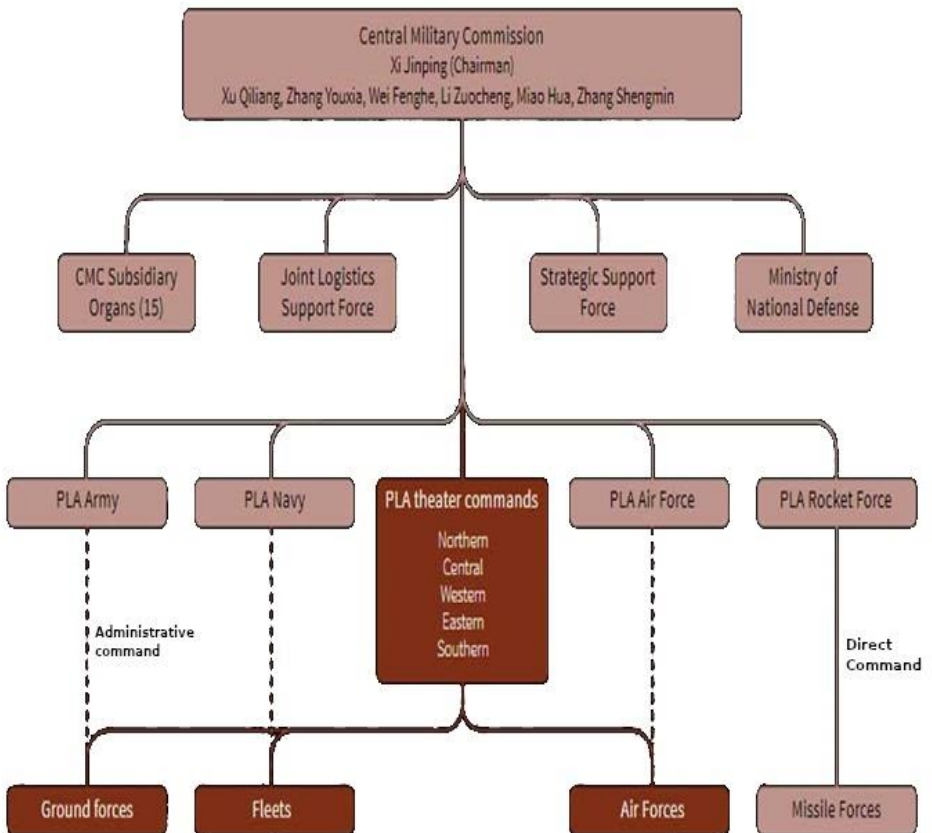 Central Military Commission
Xi Jinping (Chairman)
Xu Qiliang, Zhang Youxia, Wei Fenghe, Li Zuocheng, Miao Hua, Zhang Shengmin
CMC Subsidiary
Organs (15)
Joint Logistics
Support Force
Strategic Support
Force
Ministry of
National Defense
PLA Army
PLA Navy
PLA theater commands
Northern
Central
Western
Eastern
Southern
PLA Air Force
PLA Rocket Force
Administrative
command
Direct
Command
Ground forces
Fleets
Air Forces
Missile Forces